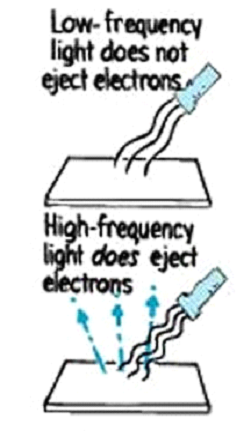 Low-frequency
light does not
eject electrons
High-frequency
light does eject
electrons